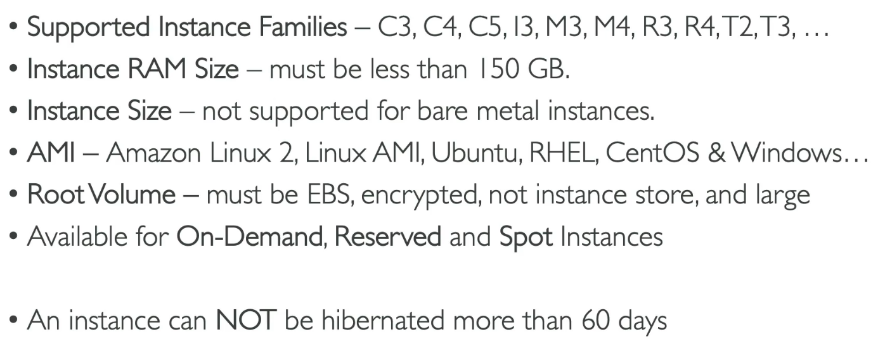 • Supported Instance Families – C3, C4, C5, I3, M3, M4, R3, R4, T2, T3, …
• Instance RAM Size – must be less than 150 GB.
• Instance Size – not supported for bare metal instances.
• AMI – Amazon Linux 2, Linux AMI, Ubuntu, RHEL, CentOS & Windows…
• Root Volume – must be EBS, encrypted, not instance store, and large
• Available for On-Demand, Reserved and Spot Instances
• An instance can NOT be hibernated more than 60 days